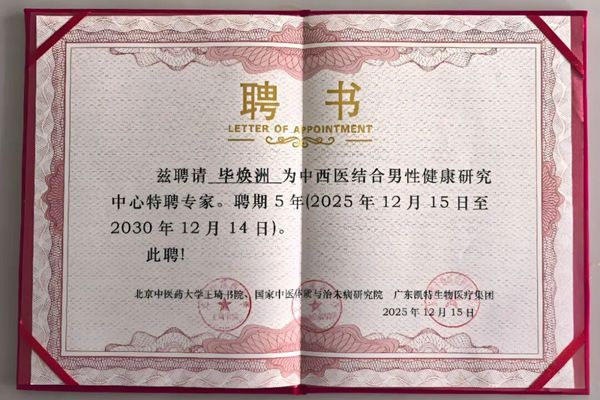 聘书
LETTER OF APPOINTMENT
兹聘请 毕焕洲 为中西医结合男性健康研究
中心特聘专家。聘期5年(2025年12月15日至
2030年12月14日)。
此聘!
北京中医药大学王琦书院、国家中医体质与治未病研究院 广东凯特生物医疗集团
2025年12月15日
王琦书院